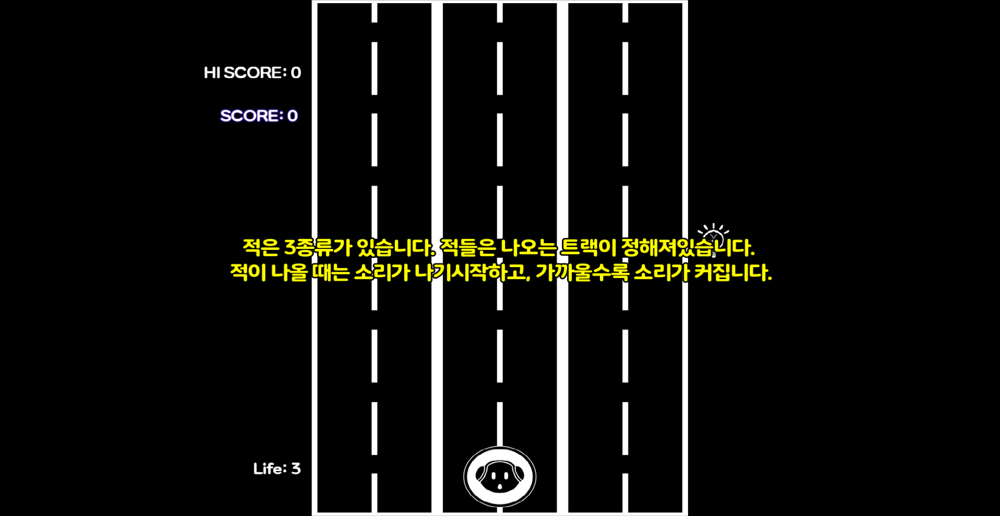 HI SCORE: 0
SCORE: 0
적은 3종류가 있습니다. 적들은 나오는 트랙이 정해져있습니다.
적이 나올 때는 소리가 나기시작하고, 가까울수록 소리가 커집니다.
Life: 3